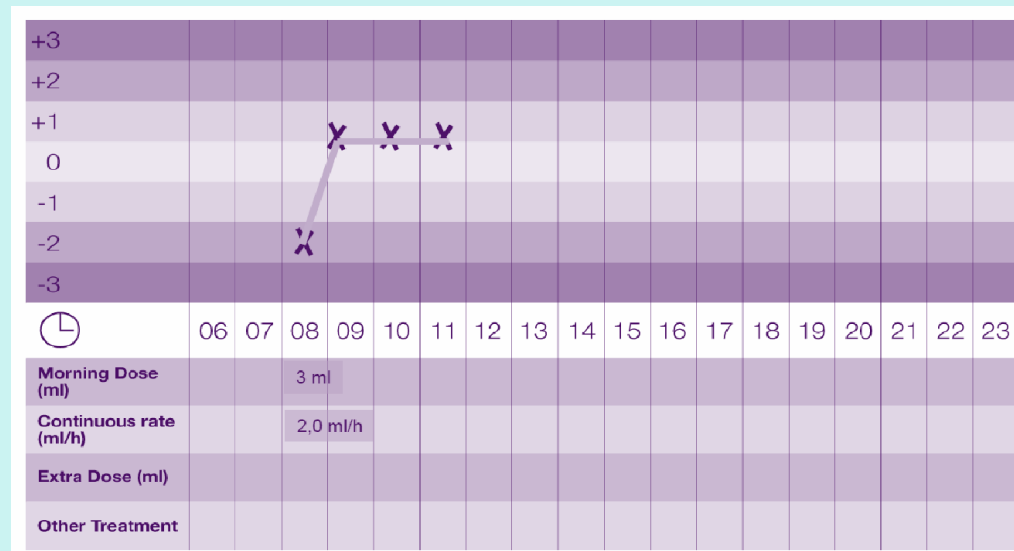 +3
+2
+1
0
-1
-2
-3
06 07 08 09 10 11 12 13 14 15 16 17 18 19 20 21 22 23
Morning Dose
(ml)
3 ml
Continuous rate
(ml/h)
2,0 ml/h
Extra Dose (ml)
Other Treatment